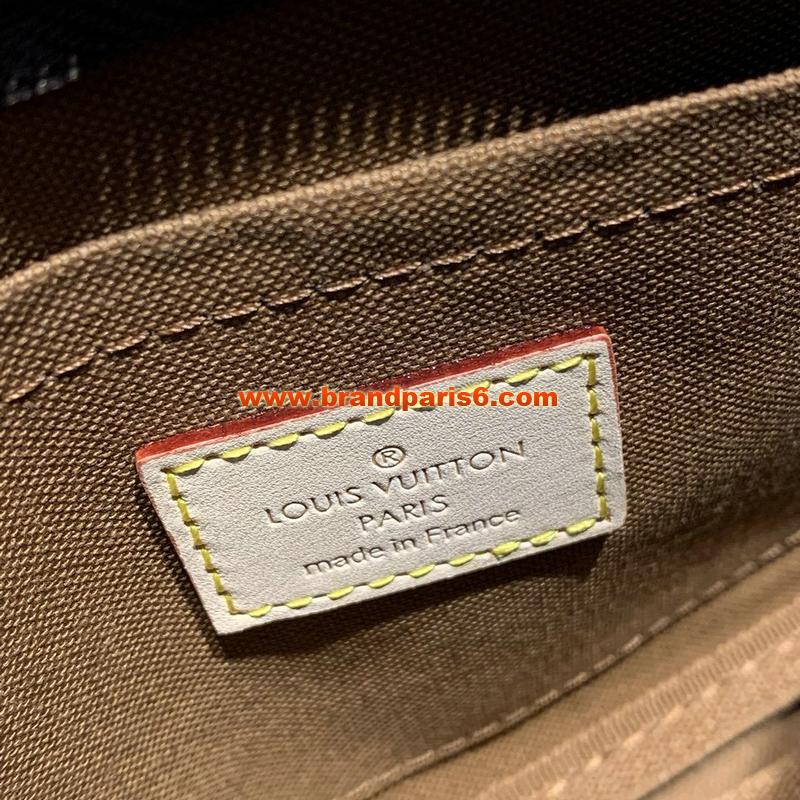 www.brandparis6.com
®
LOUIS VUITTON
PARIS
made in France